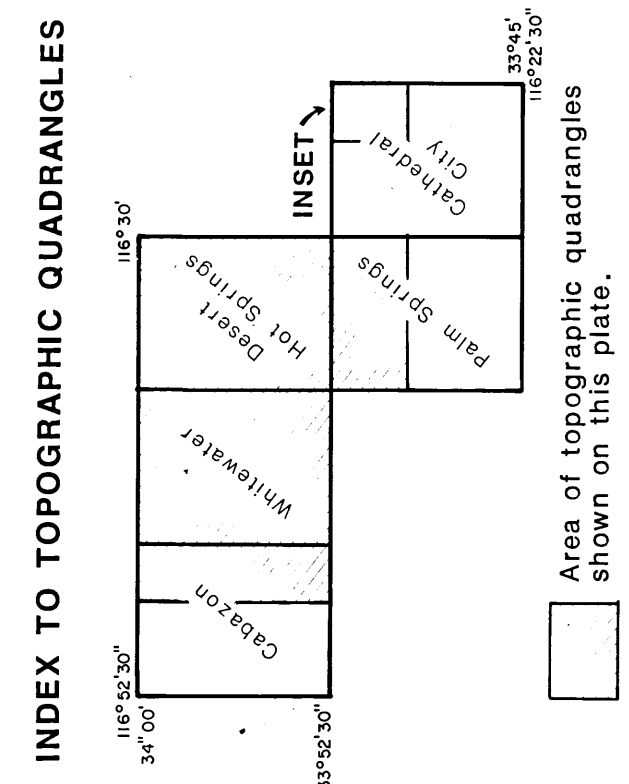 INDEX TO TOPOGRAPHIC QUADRANGLES
116° 52'30"
116° 30'
34° 00'
33° 52' 30"
INSET
Cabazon
Whitewater
Desert
Hot Springs
Palm Springs
Cathedral
City
33° 45'
116° 22' 30"
Area of topographic quadrangles
shown on this plate.